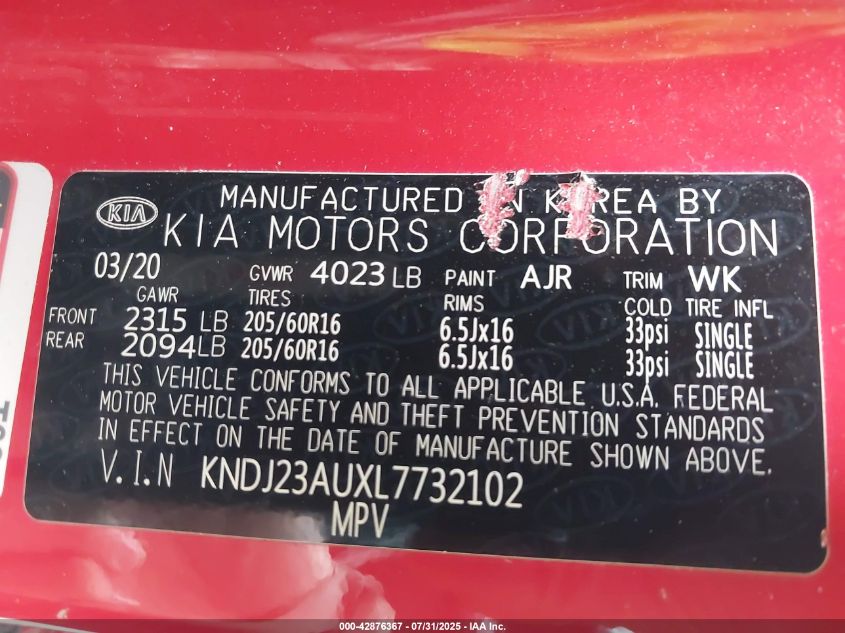 MANUFACTURED IN KOREA BY
KIA
KIA MOTORS CORPORATION
03/20 GVWR 4023 LB PAINT AJR TRIM WK
GAWR TIRES RIMS COLD TIRE INFL
FRONT 2315 LB 205/60R16 6.5Jx16 33psi SINGLE
REAR 2094LB 205/60R16 6.5Jx16 33psi SINGLE
THIS VEHICLE CONFORMS TO ALL APPLICABLE U.S.A. FEDERAL
MOTOR VEHICLE SAFETY AND THEFT PREVENTION STANDARDS
IN EFFECT ON THE DATE OF MANUFACTURE SHOWN ABOVE.
V.I.N KNDJ23AUXL7732102
MPV
000-42876367 - 07/31/2025 - IAAI Inc.